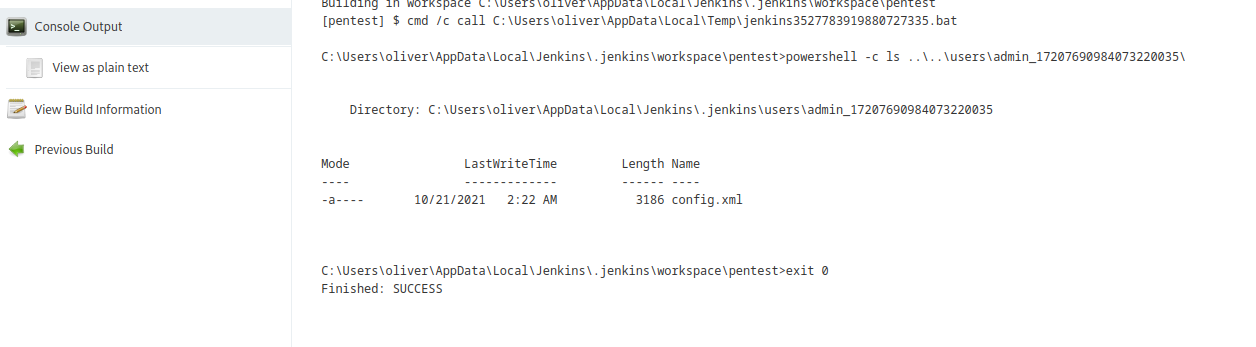 Console Output
View as plain text
View Build Information
Previous Build
Building in workspace C:\Users\oliver\AppData\Local\Jenkins\.jenkins\workspace\pentest
[pentest] $ cmd /c call C:\Users\oliver\AppData\Local\Temp\jenkins3527783919880727335.bat
C:\Users\oliver\AppData\Local\Jenkins\.jenkins\workspace\pentest>powershell -c ls ..\..\users\admin_17207690984073220035\
Directory: C:\Users\oliver\AppData\Local\Jenkins\.jenkins\users\admin_17207690984073220035
Mode LastWriteTime Length Name
---- ------------- ------ ----
-a---- 10/21/2021 2:22 AM 3186 config.xml
C:\Users\oliver\AppData\Local\Jenkins\.jenkins\workspace\pentest>exit 0
Finished: SUCCESS